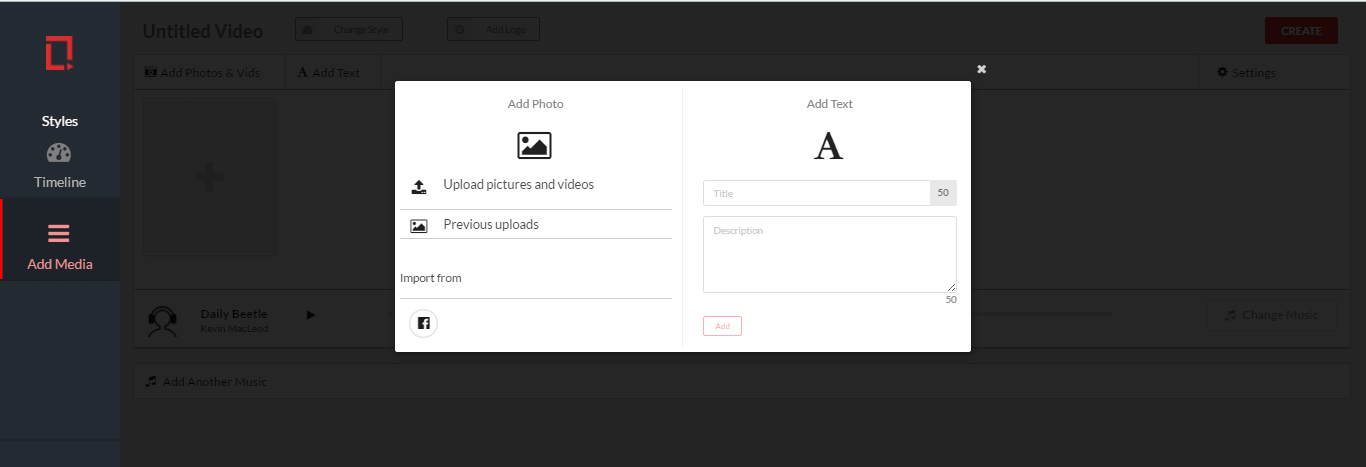 Untitled Video
Change Style
Add Logo
CREATE
Add Photos & Vids
A Add Text
Settings
Styles
Timeline
Add Media
Add Photo
Upload pictures and videos
Previous uploads
Import from
Add Text
A
Title
50
Description
50
Add
Daily Beetle
Kevin MacLeod
Change Music
Add Another Music